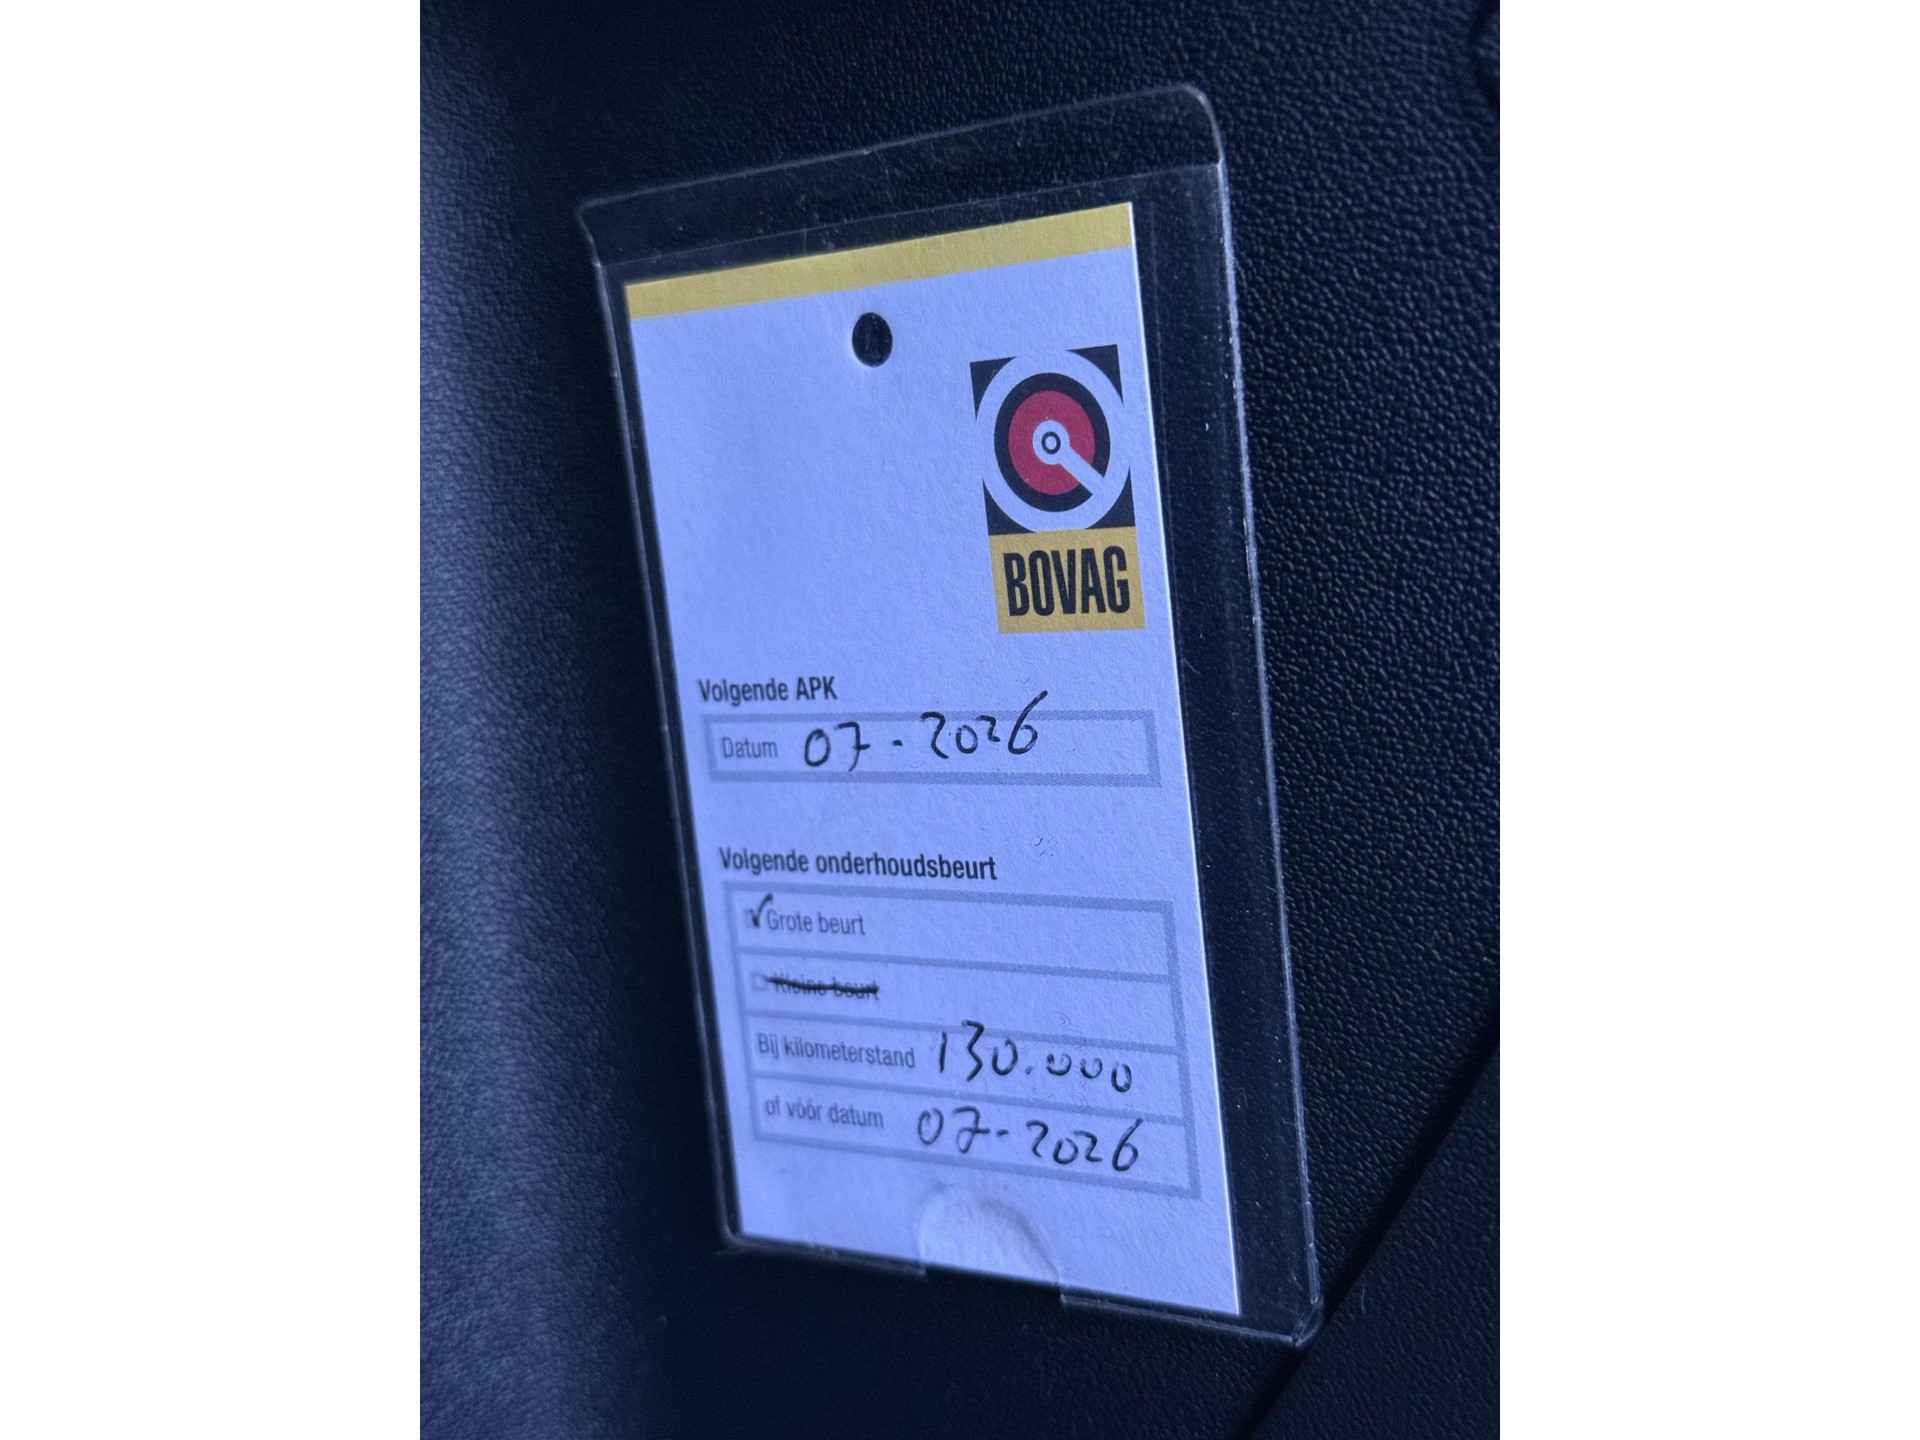 BOVAG
Volgende APK
Datum 07-2026
Volgende onderhoudsbeurt
Grote beurt
Kleine beurt
Bij kilometerstand 130.000
of vóór datum 07-2026